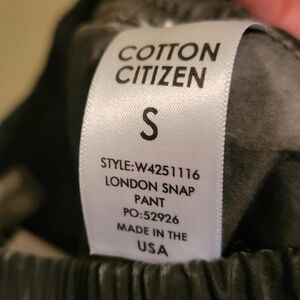 COTTON
CITIZEN
S
STYLE:W4251116
LONDON SNAP
PANT
PO:52926
MADE IN THE
USA